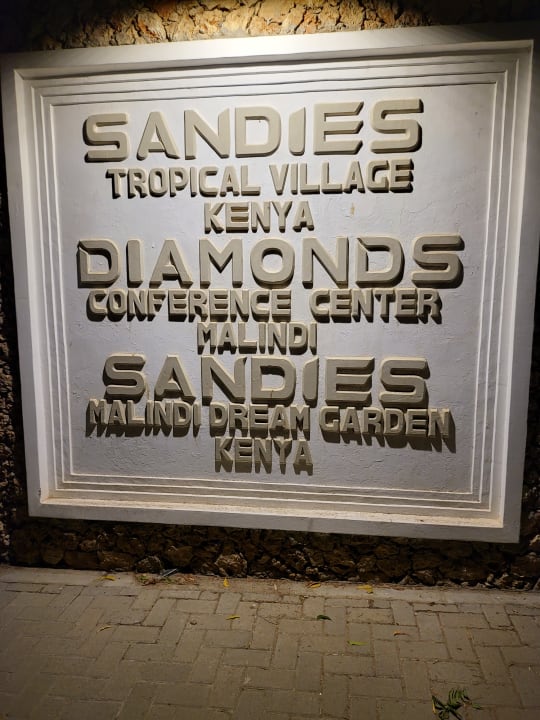 SANDIES
TROPICAL VILLAGE
KENYA
DIAMONDS
CONFERENCE CENTER
MALINDI
SANDIES
MALINDI DREAM GARDEN
KENYA